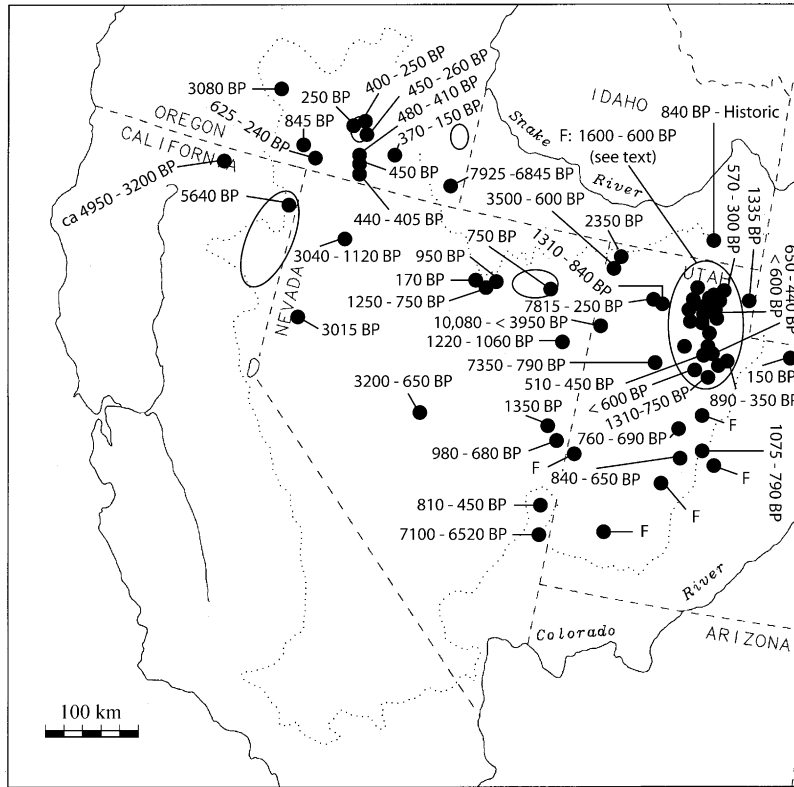 3080 BP
400 - 250 BP
450 - 260 BP
480 - 410 BP
370 - 150 BP
250 BP
625 - 240 BP
845 BP
OREGON
CALIFORNIA
IDAHO
Snake
River
840 BP - Historic
F: 1600 - 600 BP
(see text)
570 - 300 BP
1335 BP
450 BP
7925 - 6845 BP
ca 4950 - 3200 BP
5640 BP
440 - 405 BP
3500 - 600 BP
2350 BP
UTAH
< 600 BP
650 - 440 BP
3040 - 1120 BP
950 BP
750 BP
1310 - 840 BP
170 BP
1250 - 750 BP
7815 - 250 BP
NEVADA
3015 BP
10,080 - < 3950 BP
1220 - 1060 BP
7350 - 790 BP
510 - 450 BP
< 600 BP
1310-750 BP
150 BP
890 - 350 BP
3200 - 650 BP
1350 BP
760 - 690 BP
F
1075 - 790 BP
980 - 680 BP
F
840 - 650 BP
F
F
810 - 450 BP
7100 - 6520 BP
F
River
Colorado
ARIZONA
100 km